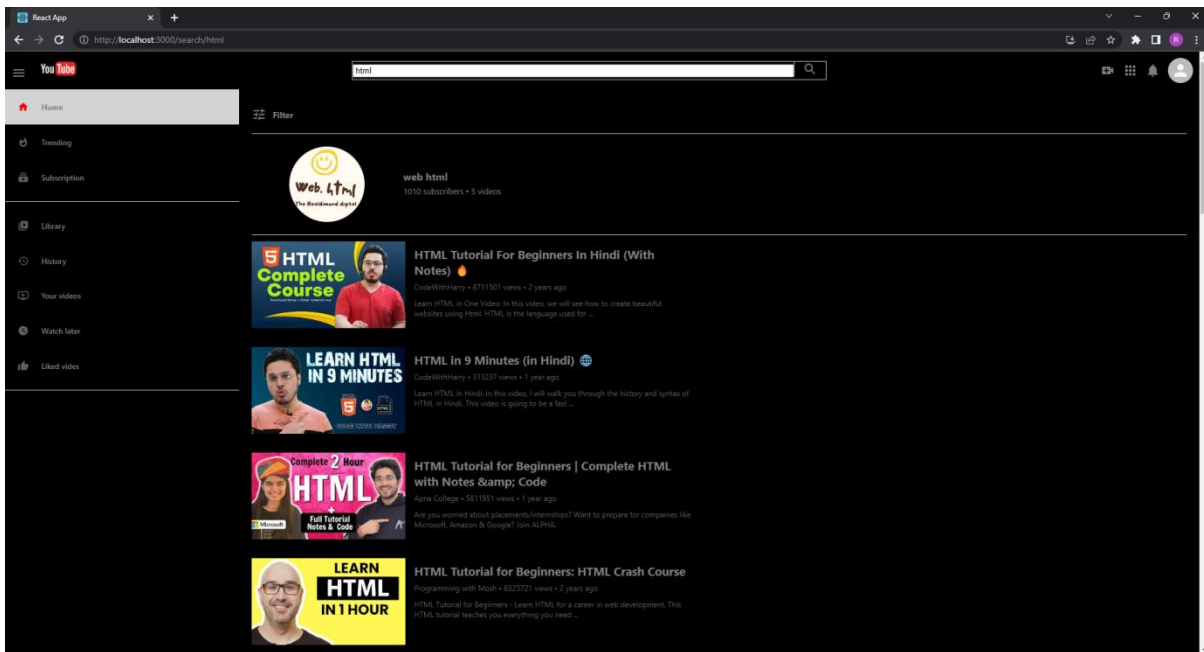 React App
http://localhost:3000/search/html
YouTube
html
Home
Trending
Subscription
Library
History
Your videos
Watch later
Liked vides
Filter
Web.html
The Residimand digital
web html
1010 subscribers • 5 videos
5 HTML
Complete
Course
HTML Tutorial For Beginners In Hindi (With
Notes) 🔥
CodeWithHarry • 8751501 views • 2 years ago
Learn HTML in One Video: In this video, we will see how to create beautiful
websites using Html. HTML is the language used for ...
LEARN HTML
IN 9 MINUTES
5
CODE WITH HARRY
HTML in 9 Minutes (in Hindi) 🌐
CodeWithHarry • 313237 views • 1 year ago
Learn HTML in Hindi: In this video, I will walk you through the history and syntax of
HTML in Hindi. This video is going to be a fast ...
Complete 2 Hour
HTML
+
Full Tutorial
Notes & Code
Microsoft
HTML Tutorial for Beginners | Complete HTML
with Notes &amp; Code
Apna College • 5811951 views • 1 year ago
Are you worried about placements/internships? Want to prepare for companies like
Microsoft, Amazon & Google? Join ALPHA.
LEARN
HTML
IN 1 HOUR
HTML Tutorial for Beginners: HTML Crash Course
Programming with Mosh • 6325721 views • 2 years ago
HTML Tutorial for Beginners - Learn HTML for a career in web development. This
HTML tutorial teaches you everything you need ...